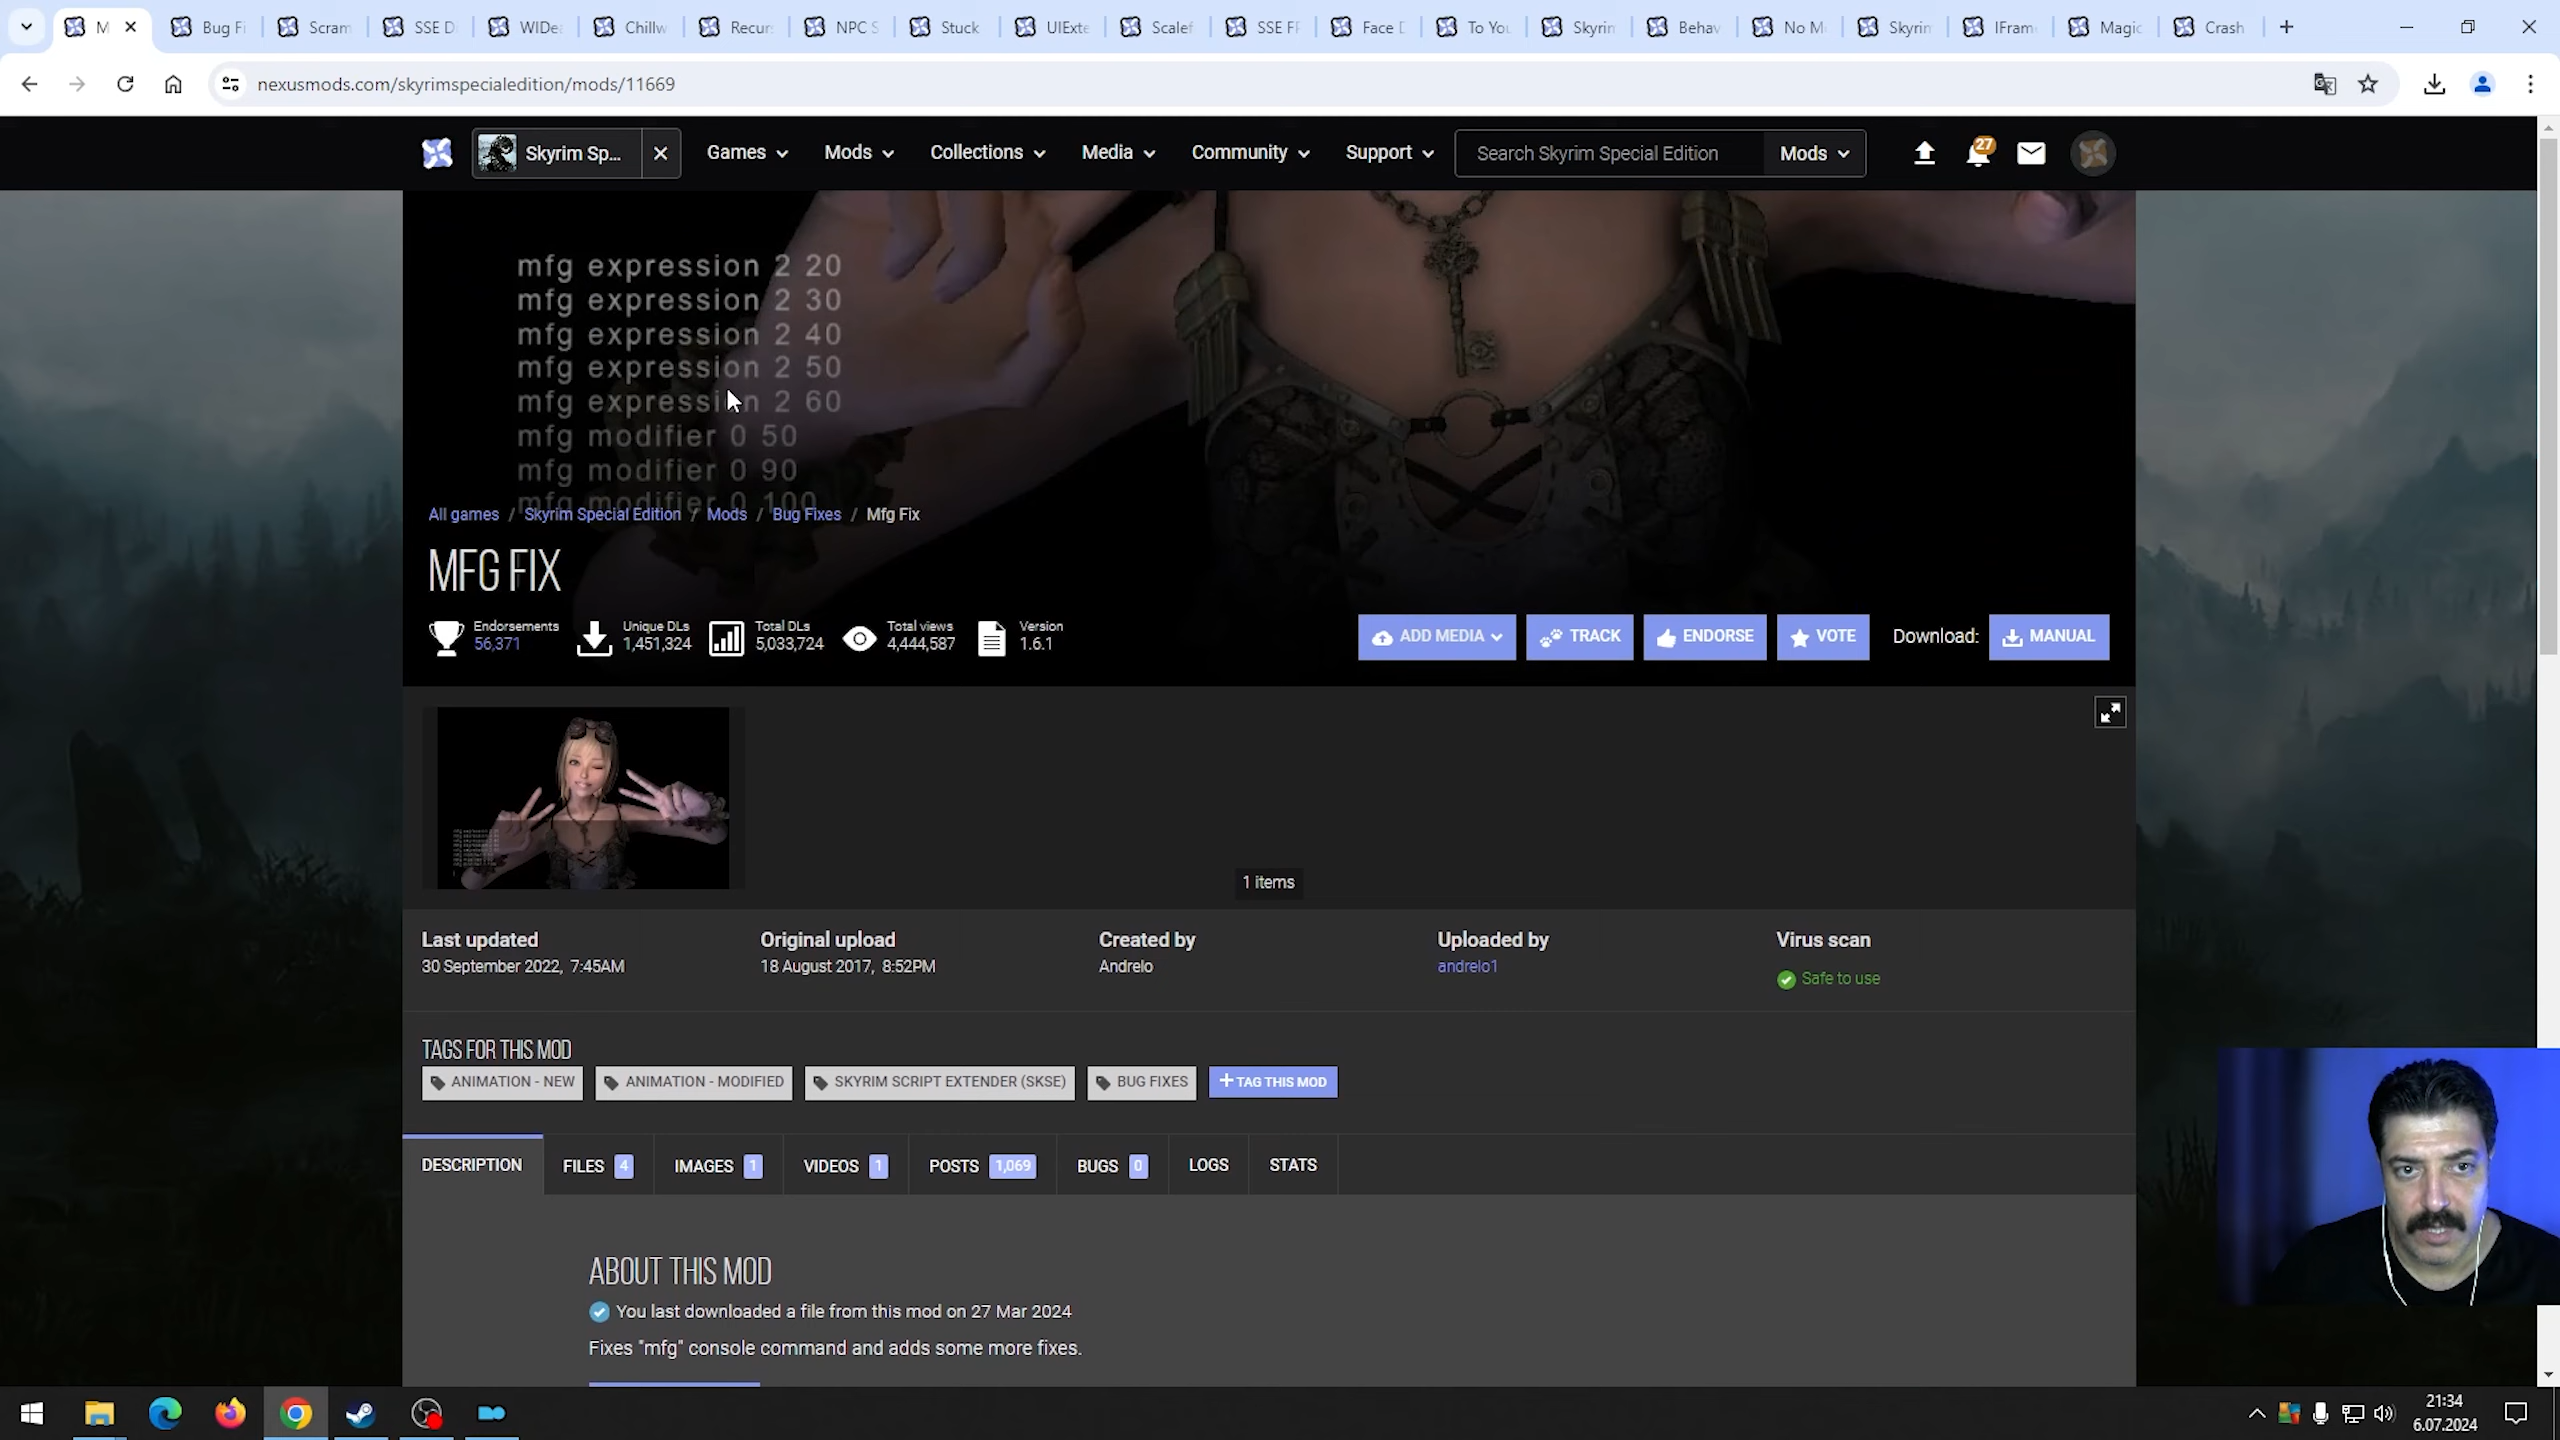 M
Bug Fi
Scram
SSE D
WIDea
Chillw
Recur
NPC S
Stuck
UIExte
Scalef
SSE FP
Face D
To You
Skyrim
Behav
No M
Skyrim
IFram
Magic
Crash
nexusmods.com/skyrimspecialedition/mods/11669
Skyrim Sp...
Games
Mods
Collections
Media
Community
Support
Search Skyrim Special Edition
Mods
27
mfg expression 2 20
mfg expression 2 30
mfg expression 2 40
mfg expression 2 50
mfg expression 2 60
mfg modifier 0 50
mfg modifier 0 90
mfg modifier 0 100
All games / Skyrim Special Edition / Mods / Bug Fixes / Mfg Fix
MFG FIX
Endorsements
56,371
Unique DLs
1,451,324
Total DLs
5,033,724
Total views
4,444,587
Version
1.6.1
ADD MEDIA
TRACK
ENDORSE
VOTE
Download:
MANUAL
1 items
Last updated
30 September 2022, 7:45AM
Original upload
18 August 2017, 8:52PM
Created by
Andrelo
Uploaded by
andrelo1
Virus scan
Safe to use
TAGS FOR THIS MOD
ANIMATION - NEW
ANIMATION - MODIFIED
SKYRIM SCRIPT EXTENDER (SKSE)
BUG FIXES
+ TAG THIS MOD
DESCRIPTION
FILES 4
IMAGES 1
VIDEOS 1
POSTS 1,069
BUGS 0
LOGS
STATS
ABOUT THIS MOD
You last downloaded a file from this mod on 27 Mar 2024
Fixes "mfg" console command and adds some more fixes.
21:34
6.07.2024